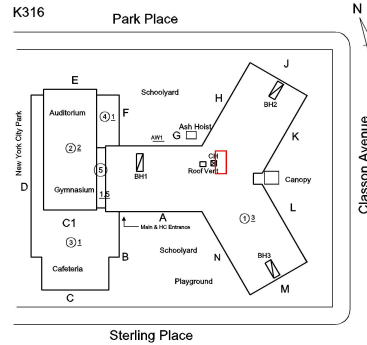 K316
Park Place
N
E
J
Auditorium
4 1
F
Schoolyard
H
BH2
Ash Hoist
G
AW1
K
New York City Park
2 2
5
BH1
CH
Roof Vent
Canopy
Classon Avenue
D
Gymnasium
1.5
L
A
Main & HC Entrance
1 3
C1
3 1
B
Schoolyard
N
BH3
Cafeteria
Playground
M
C
Sterling Place